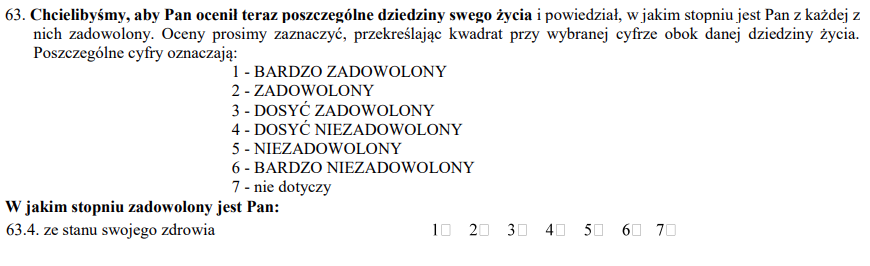 63. Chcielibyśmy, aby Pan ocenił teraz poszczególne dziedziny swego życia i powiedział, w jakim stopniu jest Pan z każdej z
nich zadowolony. Oceny prosimy zaznaczyć, przekreślając kwadrat przy wybranej cyfrze obok danej dziedziny życia.
Poszczególne cyfry oznaczają:
1 - BARDZO ZADOWOLONY
2 - ZADOWOLONY
3 - DOSYĆ ZADOWOLONY
4 - DOSYĆ NIEZADOWOLONY
5 - NIEZADOWOLONY
6 - BARDZO NIEZADOWOLONY
7 - nie dotyczy
W jakim stopniu zadowolony jest Pan:
63.4. ze stanu swojego zdrowia 1□ 2□ 3□ 4□ 5□ 6□ 7□